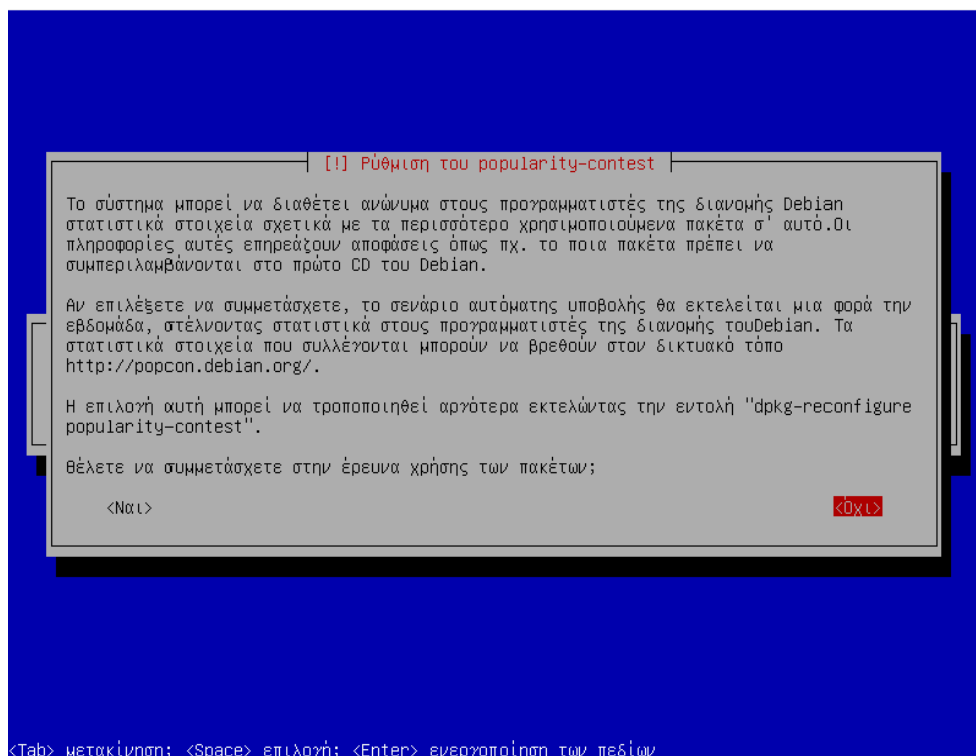 [!] Ρύθμιση του popularity-contest
Το σύστημα μπορεί να διαθέτει ανώνυμα στους προγραμματιστές της διανομής Debian
στατιστικά στοιχεία σχετικά με τα περισσότερο χρησιμοποιούμενα πακέτα σ' αυτό.Οι
πληροφορίες αυτές επηρεάζουν αποφάσεις όπως πχ. το ποια πακέτα πρέπει να
συμπεριλαμβάνονται στο πρώτο CD του Debian.
Αν επιλέξετε να συμμετάσχετε, το σενάριο αυτόματης υποβολής θα εκτελείται μια φορά την
εβδομάδα, στέλνοντας στατιστικά στους προγραμματιστές της διανομής τουDebian. Τα
στατιστικά στοιχεία που συλλέγονται μπορούν να βρεθούν στον δικτυακό τόπο
http://popcon.debian.org/.
Η επιλογή αυτή μπορεί να τροποποιηθεί αργότερα εκτελώντας την εντολή "dpkg-reconfigure
popularity-contest".
Θέλετε να συμμετάσχετε στην έρευνα χρήσης των πακέτων;
<Ναι> <Όχι>
<Tab> μετακίνηση; <Space> επιλογή; <Enter> ενεργοποίηση των πεδίων